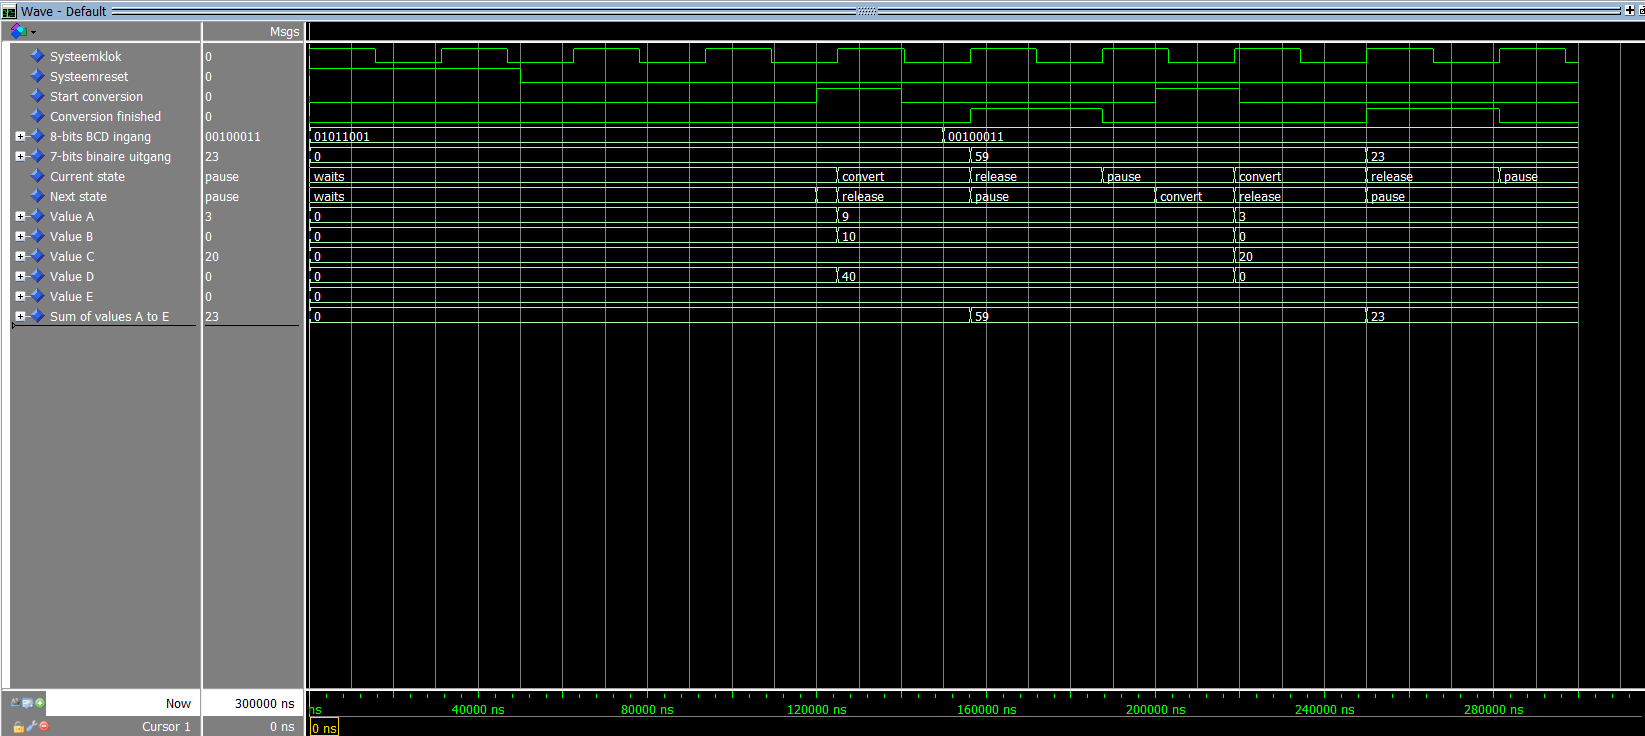 Wave - Default
Msgs
Systeemklok 0
Systeemreset 0
Start conversion 0
Conversion finished 0
8-bits BCD ingang 00100011 01011001 00100011
7-bits binaire uitgang 23 0 59 23
Current state pause waits convert release pause convert release pause
Next state pause waits release pause convert release pause
Value A 3 0 9 3
Value B 0 0 10 0
Value C 20 0 20
Value D 0 0 40 0
Value E 0 0
Sum of values A to E 23 0 59 23
Now 300000 ns ns 40000 ns 80000 ns 120000 ns 160000 ns 200000 ns 240000 ns 280000 ns
Cursor 1 0 ns 0 ns